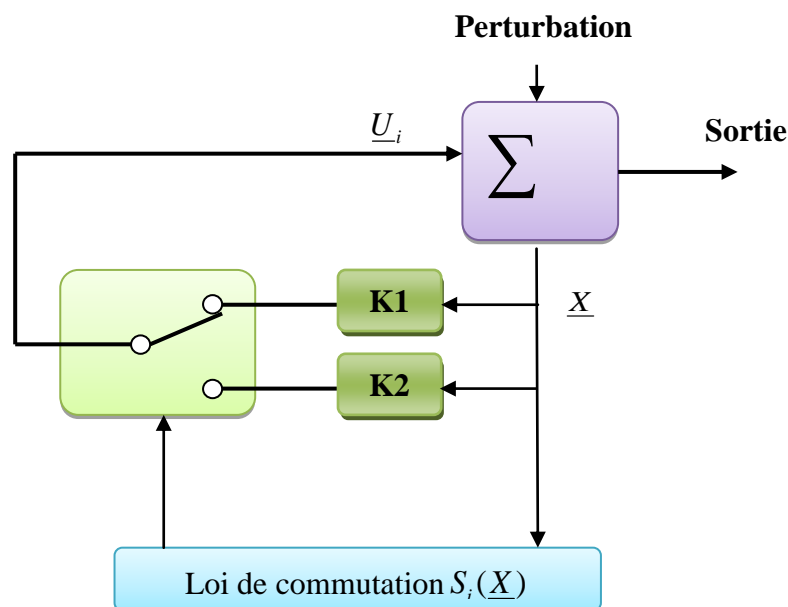 Perturbation
U_i
Sortie
∑
K1
X
K2
Loi de commutation S_i(X)